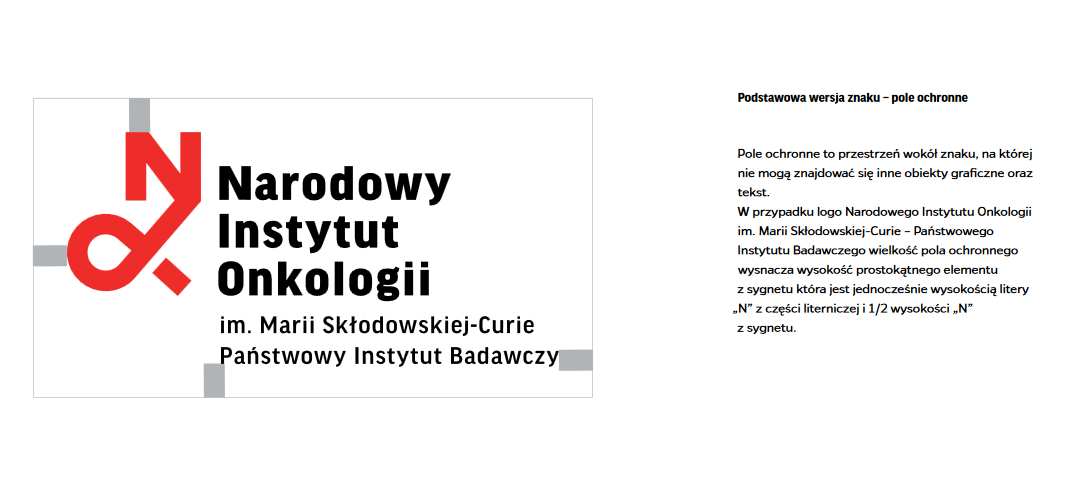 Narodowy
Instytut
Onkologii
im. Marii Skłodowskiej-Curie
Państwowy Instytut Badawczy
Podstawowa wersja znaku – pole ochronne
Pole ochronne to przestrzeń wokół znaku, na której
nie mogą znajdować się inne obiekty graficzne oraz
tekst.
W przypadku logo Narodowego Instytutu Onkologii
im. Marii Skłodowskiej-Curie – Państwowego
Instytutu Badawczego wielkość pola ochronnego
wysnacza wysokość prostokątnego elementu
z sygnetu która jest jednocześnie wysokością litery
„N” z części literniczej i 1/2 wysokości „N”
z sygnetu.